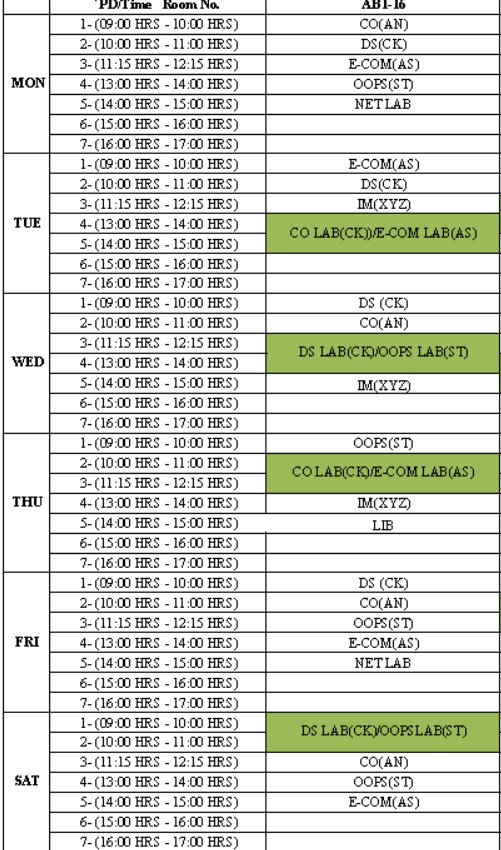 PD/Time Room No. AB1-16
MON
1- (09:00 HRS - 10:00 HRS) CO(AN)
2- (10:00 HRS - 11:00 HRS) DS(CK)
3- (11:15 HRS - 12:15 HRS) E-COM(AS)
4- (13:00 HRS - 14:00 HRS) OOPS(ST)
5- (14:00 HRS - 15:00 HRS) NET LAB
6- (15:00 HRS - 16:00 HRS)
7- (16:00 HRS - 17:00 HRS)
TUE
1- (09:00 HRS - 10:00 HRS) E-COM(AS)
2- (10:00 HRS - 11:00 HRS) DS(CK)
3- (11:15 HRS - 12:15 HRS) IM(XYZ)
4- (13:00 HRS - 14:00 HRS) CO LAB(CK))/E-COM LAB(AS)
5- (14:00 HRS - 15:00 HRS)
6- (15:00 HRS - 16:00 HRS)
7- (16:00 HRS - 17:00 HRS)
WED
1- (09:00 HRS - 10:00 HRS) DS (CK)
2- (10:00 HRS - 11:00 HRS) CO(AN)
3- (11:15 HRS - 12:15 HRS) DS LAB(CK)/OOPS LAB(ST)
4- (13:00 HRS - 14:00 HRS)
5- (14:00 HRS - 15:00 HRS) IM(XYZ)
6- (15:00 HRS - 16:00 HRS)
7- (16:00 HRS - 17:00 HRS)
THU
1- (09:00 HRS - 10:00 HRS) OOPS(ST)
2- (10:00 HRS - 11:00 HRS) CO LAB(CK)/E-COM LAB(AS)
3- (11:15 HRS - 12:15 HRS)
4- (13:00 HRS - 14:00 HRS) IM(XYZ)
5- (14:00 HRS - 15:00 HRS) LIB
6- (15:00 HRS - 16:00 HRS)
7- (16:00 HRS - 17:00 HRS)
FRI
1- (09:00 HRS - 10:00 HRS) DS (CK)
2- (10:00 HRS - 11:00 HRS) CO(AN)
3- (11:15 HRS - 12:15 HRS) OOPS(ST)
4- (13:00 HRS - 14:00 HRS) E-COM(AS)
5- (14:00 HRS - 15:00 HRS) NET LAB
6- (15:00 HRS - 16:00 HRS)
7- (16:00 HRS - 17:00 HRS)
SAT
1- (09:00 HRS - 10:00 HRS) DS LAB(CK)/OOPSLAB(ST)
2- (10:00 HRS - 11:00 HRS)
3- (11:15 HRS - 12:15 HRS) CO(AN)
4- (13:00 HRS - 14:00 HRS) OOPS(ST)
5- (14:00 HRS - 15:00 HRS) E-COM(AS)
6- (15:00 HRS - 16:00 HRS)
7- (16:00 HRS - 17:00 HRS)